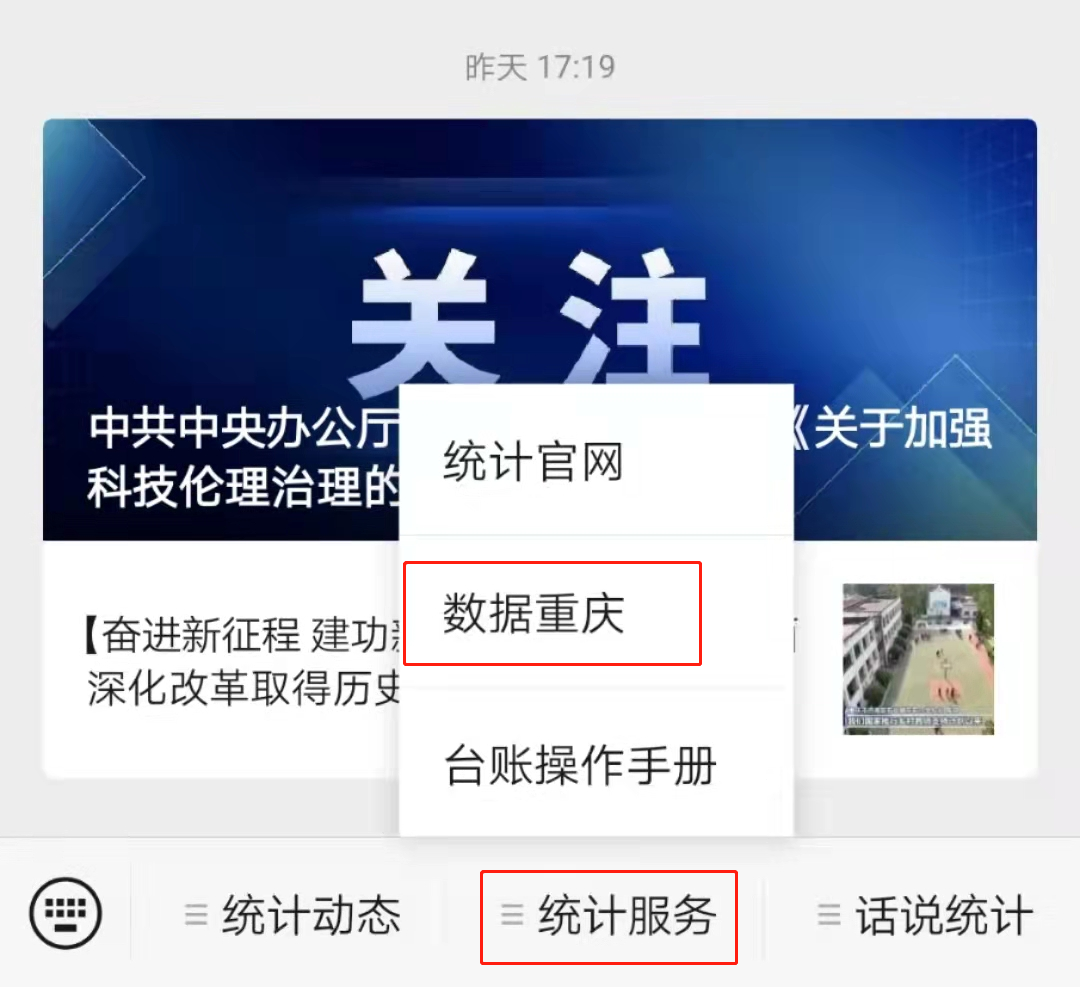 昨天 17:19
关注
中共中央办公厅
《关于加强
科技伦理治理的
统计官网
数据重庆
【奋进新征程 建功
深化改革取得历史
台账操作手册
统计动态
统计服务
话说统计